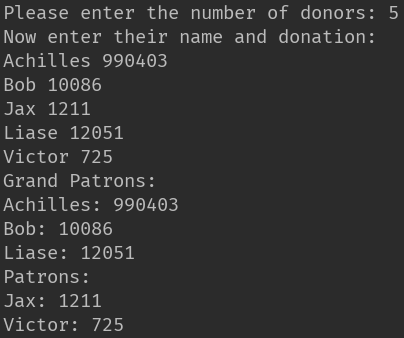 Please enter the number of donors: 5
Now enter their name and donation:
Achilles 990403
Bob 10086
Jax 1211
Liase 12051
Victor 725
Grand Patrons:
Achilles: 990403
Bob: 10086
Liase: 12051
Patrons:
Jax: 1211
Victor: 725